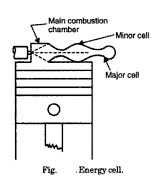 Main combustion
chamber
Minor cell
Major cell
Fig. . Energy cell.